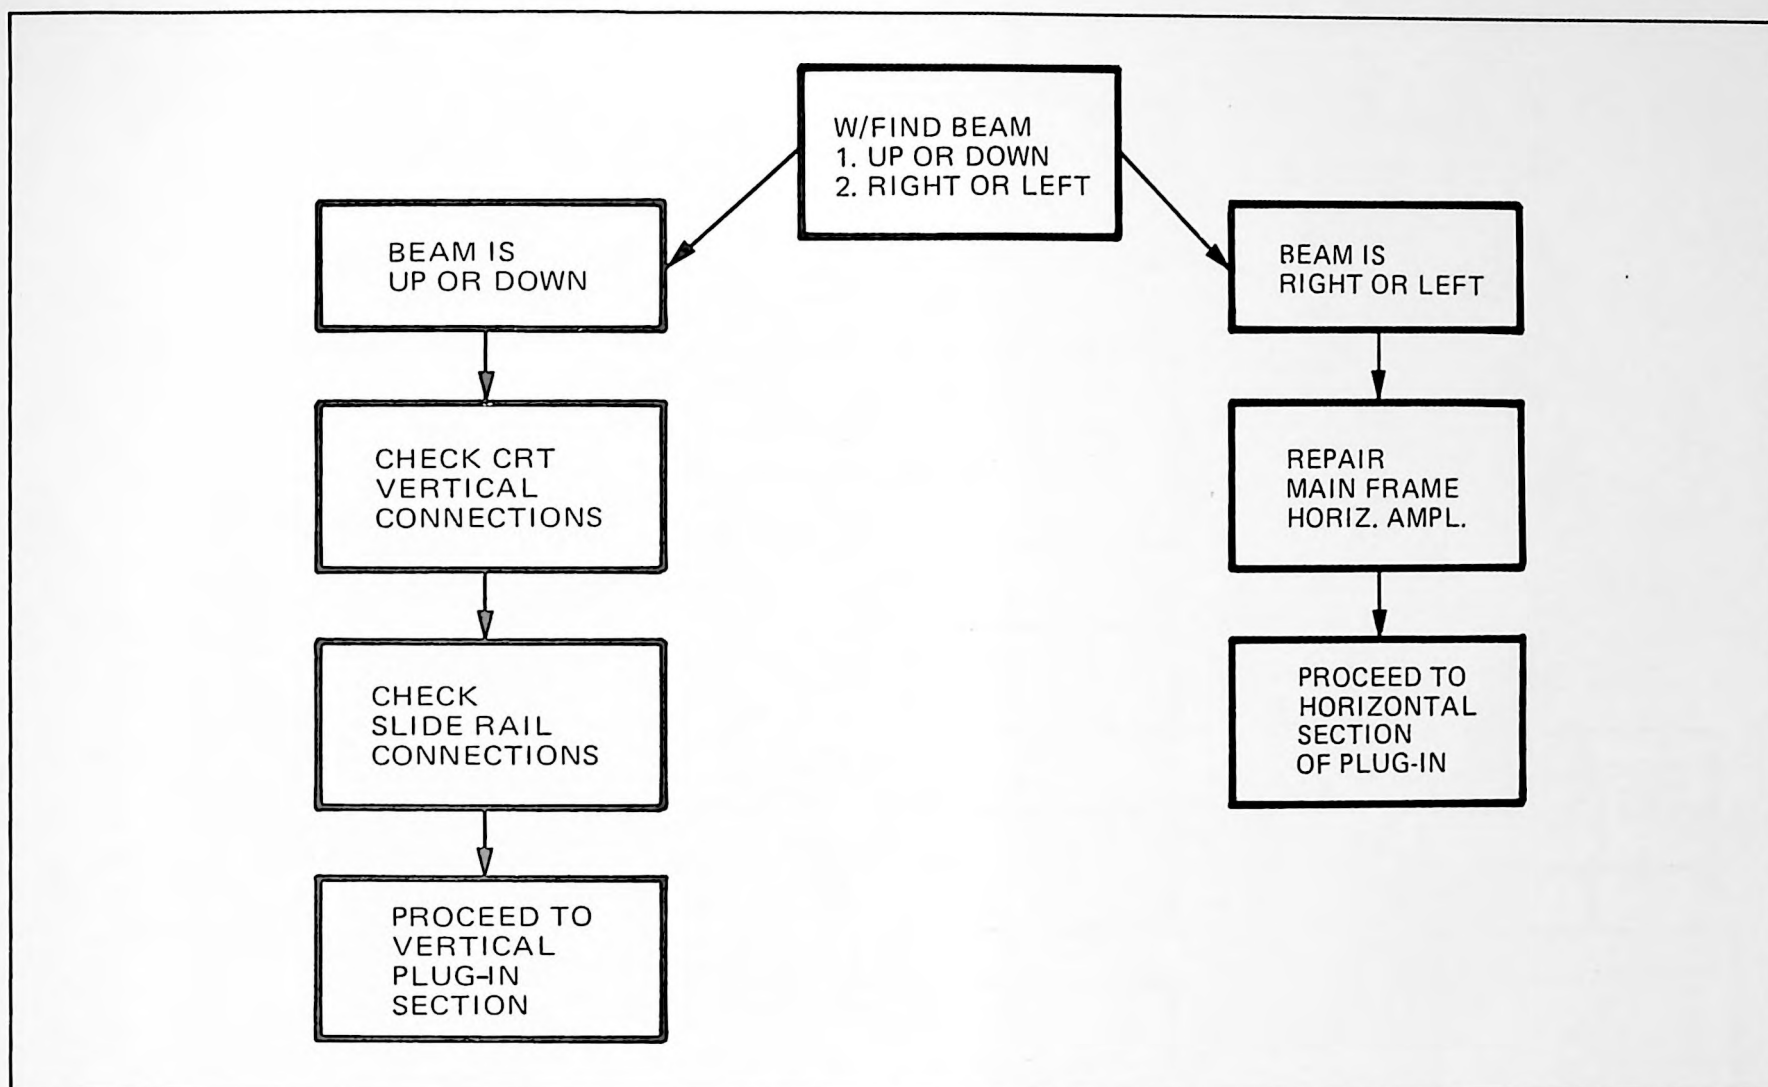 W/FIND BEAM
1. UP OR DOWN
2. RIGHT OR LEFT
BEAM IS
UP OR DOWN
CHECK CRT
VERTICAL
CONNECTIONS
CHECK
SLIDE RAIL
CONNECTIONS
PROCEED TO
VERTICAL
PLUG-IN
SECTION
BEAM IS
RIGHT OR LEFT
REPAIR
MAIN FRAME
HORIZ. AMPL.
PROCEED TO
HORIZONTAL
SECTION
OF PLUG-IN